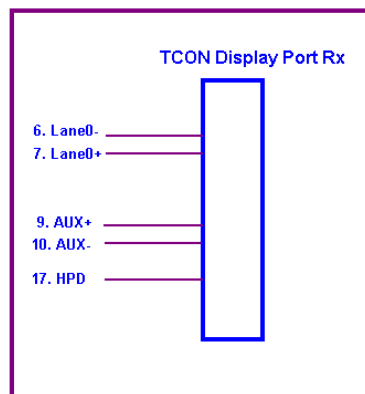 TCON Display Port Rx
6. Lane0-
7. Lane0+
9. AUX+
10. AUX-
17. HPD